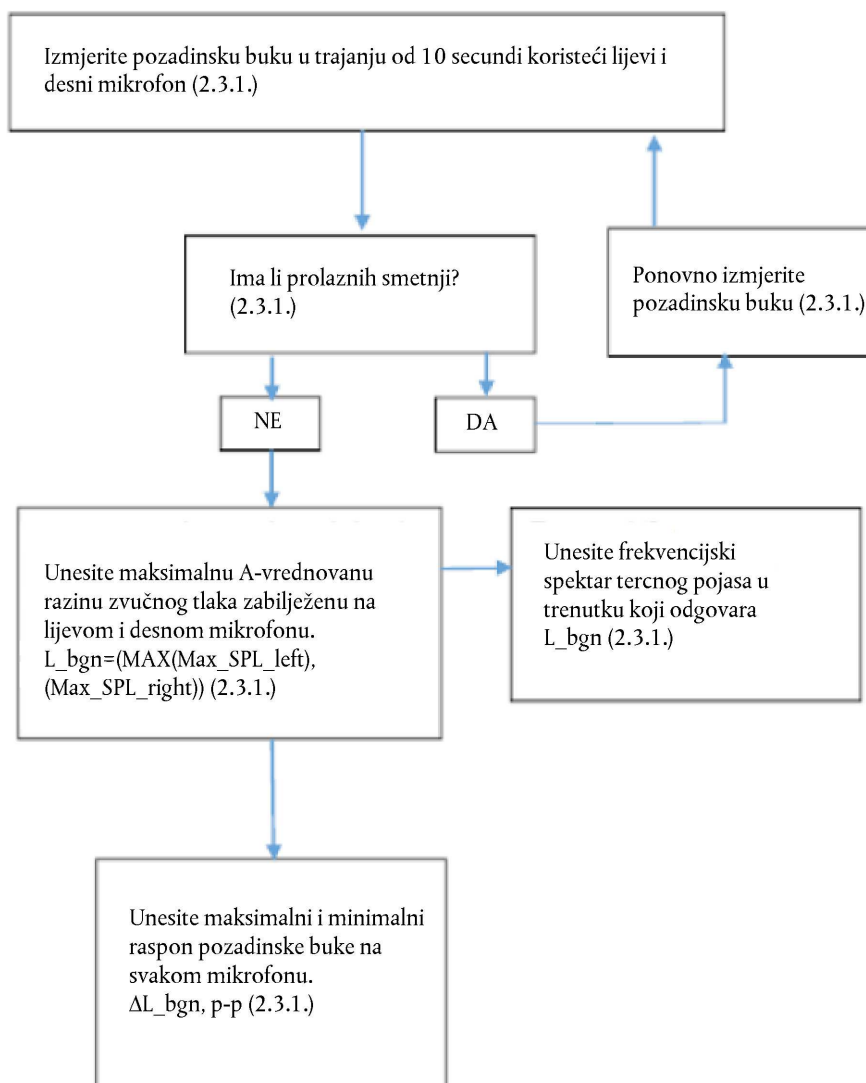 Izmjerite pozadinsku buku u trajanju od 10 secundi koristeći lijevi i
desni mikrofon (2.3.1.)
Ima li prolaznih smetnji?
(2.3.1.)
Ponovno izmjerite
pozadinsku buku (2.3.1.)
NE
DA
Unesite maksimalnu A-vrednovanu
razinu zvučnog tlaka zabilježenu na
lijevom i desnom mikrofonu.
L_bgn=(MAX(Max_SPL_left),
(Max_SPL_right)) (2.3.1.)
Unesite frekvencijski
spektar tercnog pojasa u
trenutku koji odgovara
L_bgn (2.3.1.)
Unesite maksimalni i minimalni
raspon pozadinske buke na
svakom mikrofonu.
ΔL_bgn, p-p (2.3.1.)